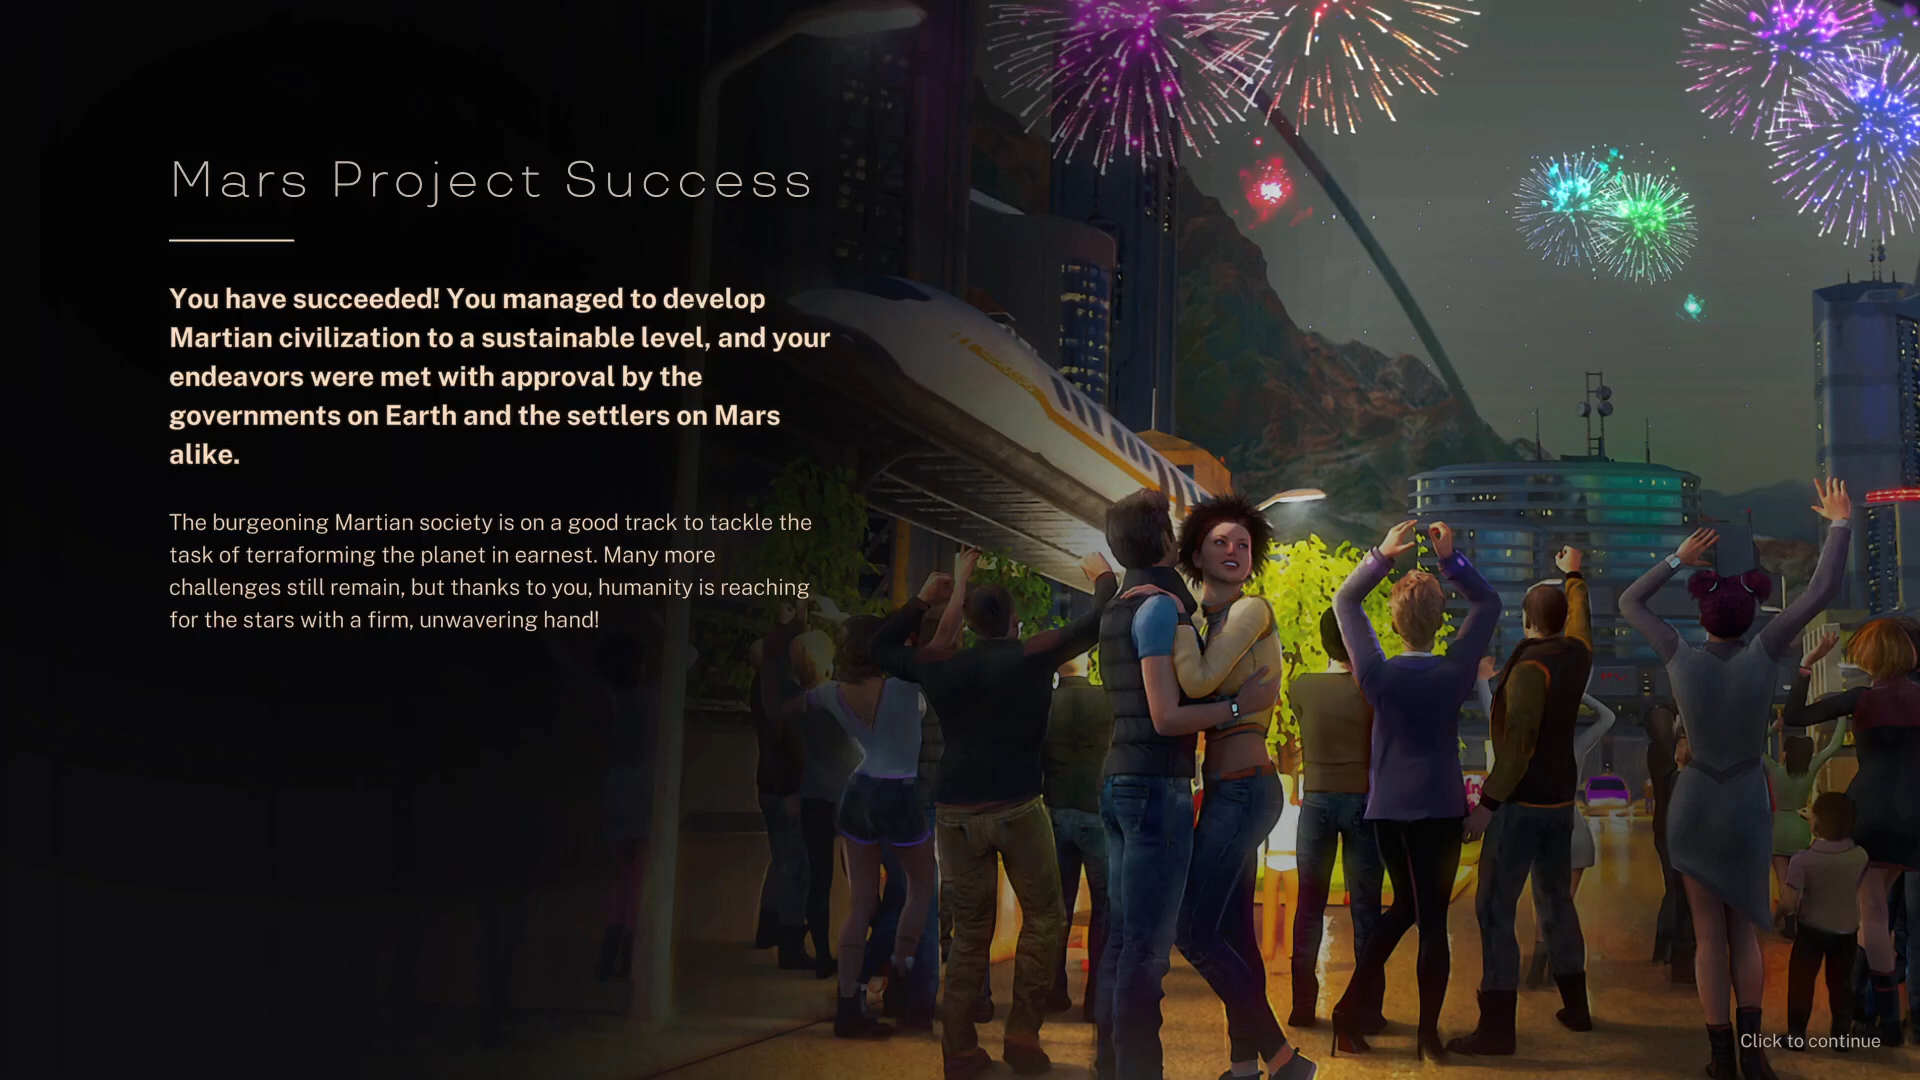 Mars Project Success
You have succeeded! You managed to develop
Martian civilization to a sustainable level, and your
endeavors were met with approval by the
governments on Earth and the settlers on Mars
alike.
The burgeoning Martian society is on a good track to tackle the
task of terraforming the planet in earnest. Many more
challenges still remain, but thanks to you, humanity is reaching
for the stars with a firm, unwavering hand!
Click to continue